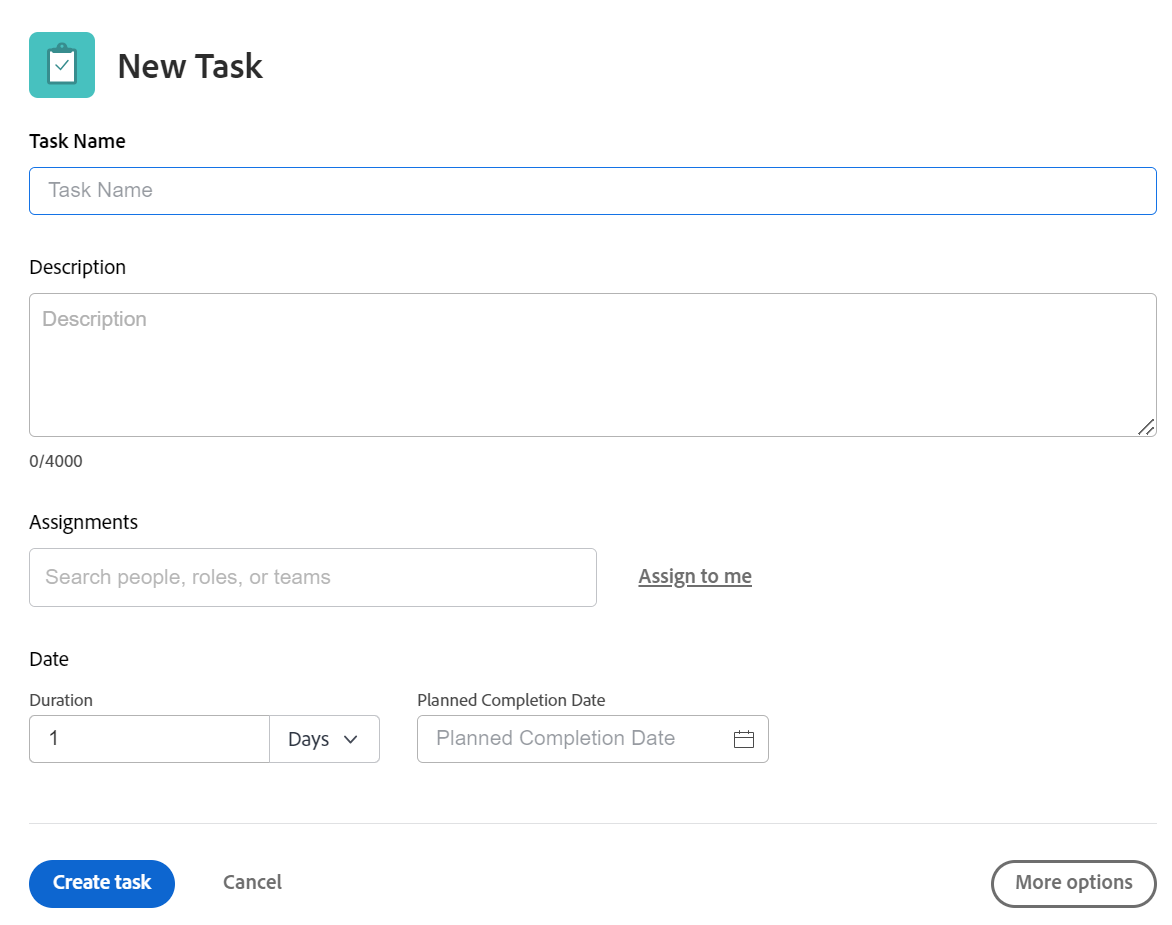 New Task
Task Name
Task Name
Description
Description
0/4000
Assignments
Search people, roles, or teams
Assign to me
Date
Duration
Planned Completion Date
1
Days
Planned Completion Date
Create task
Cancel
More options